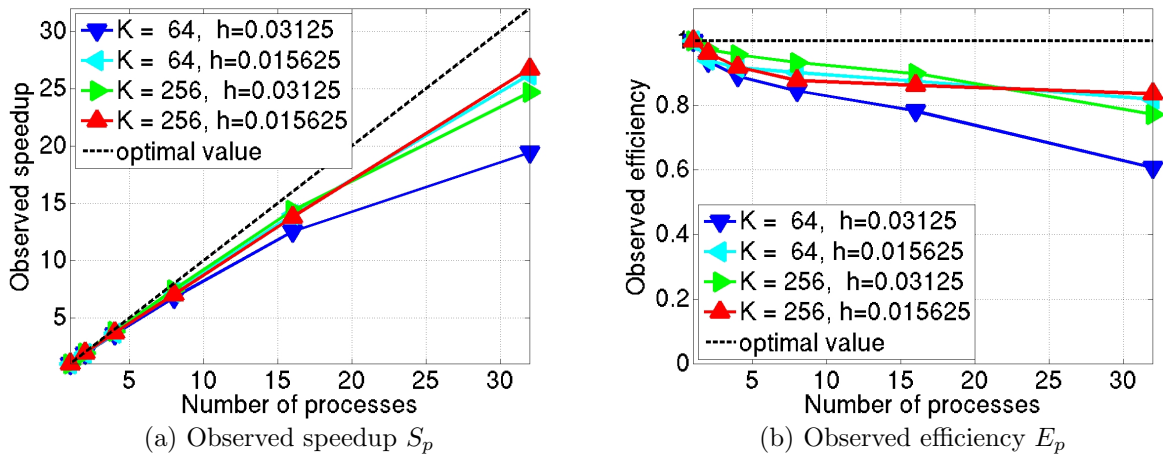 30
25
20
15
10
5
Observed speedup
K = 64, h=0.03125
K = 64, h=0.015625
K = 256, h=0.03125
K = 256, h=0.015625
optimal value
5 10 15 20 25 30
Number of processes
(a) Observed speedup Sp
1
0.8
0.6
0.4
0.2
0
Observed efficiency
K = 64, h=0.03125
K = 64, h=0.015625
K = 256, h=0.03125
K = 256, h=0.015625
optimal value
5 10 15 20 25 30
Number of processes
(b) Observed efficiency Ep